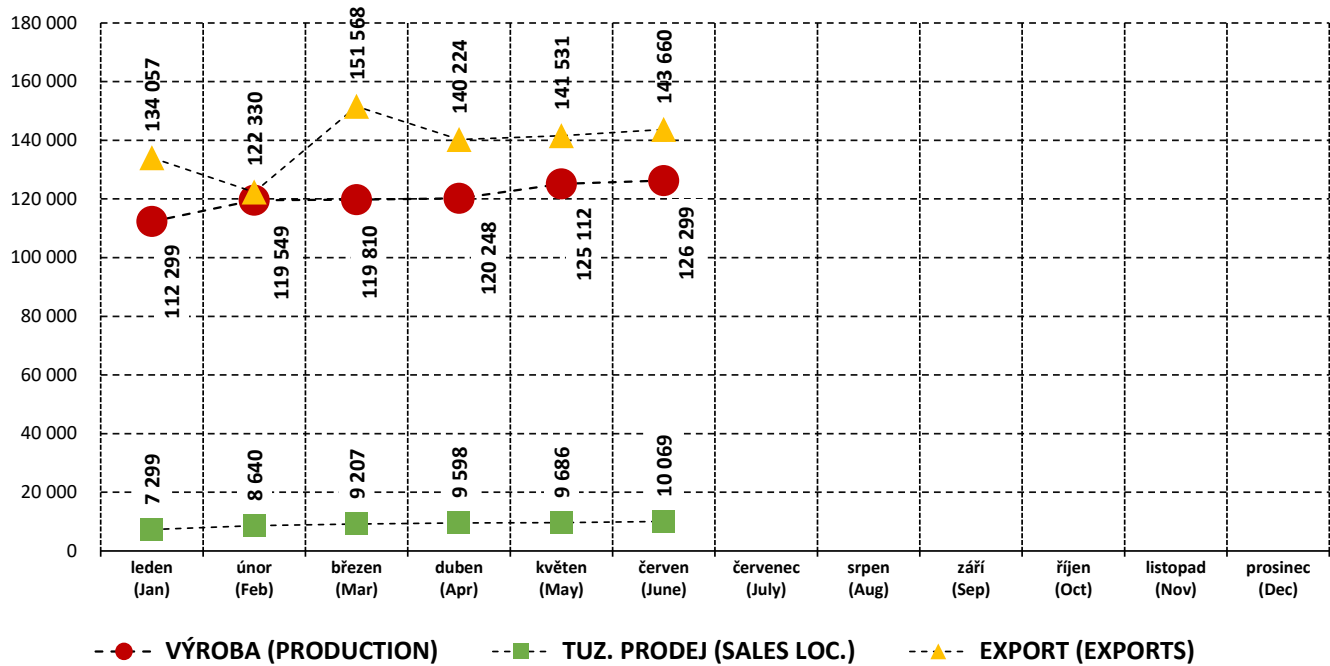 180 000
160 000
140 000
120 000
100 000
80 000
60 000
40 000
20 000
0
134 057
122 330
151 568
140 224
141 531
143 660
112 299
119 549
119 810
120 248
125 112
126 299
7 299
8 640
9 207
9 598
9 686
10 069
leden
(Jan)
únor
(Feb)
březen
(Mar)
duben
(Apr)
květen
(May)
červen
(June)
červenec
(July)
srpen
(Aug)
září
(Sep)
říjen
(Oct)
listopad
(Nov)
prosinec
(Dec)
VÝROBA (PRODUCTION)
TUZ. PRODEJ (SALES LOC.)
EXPORT (EXPORTS)